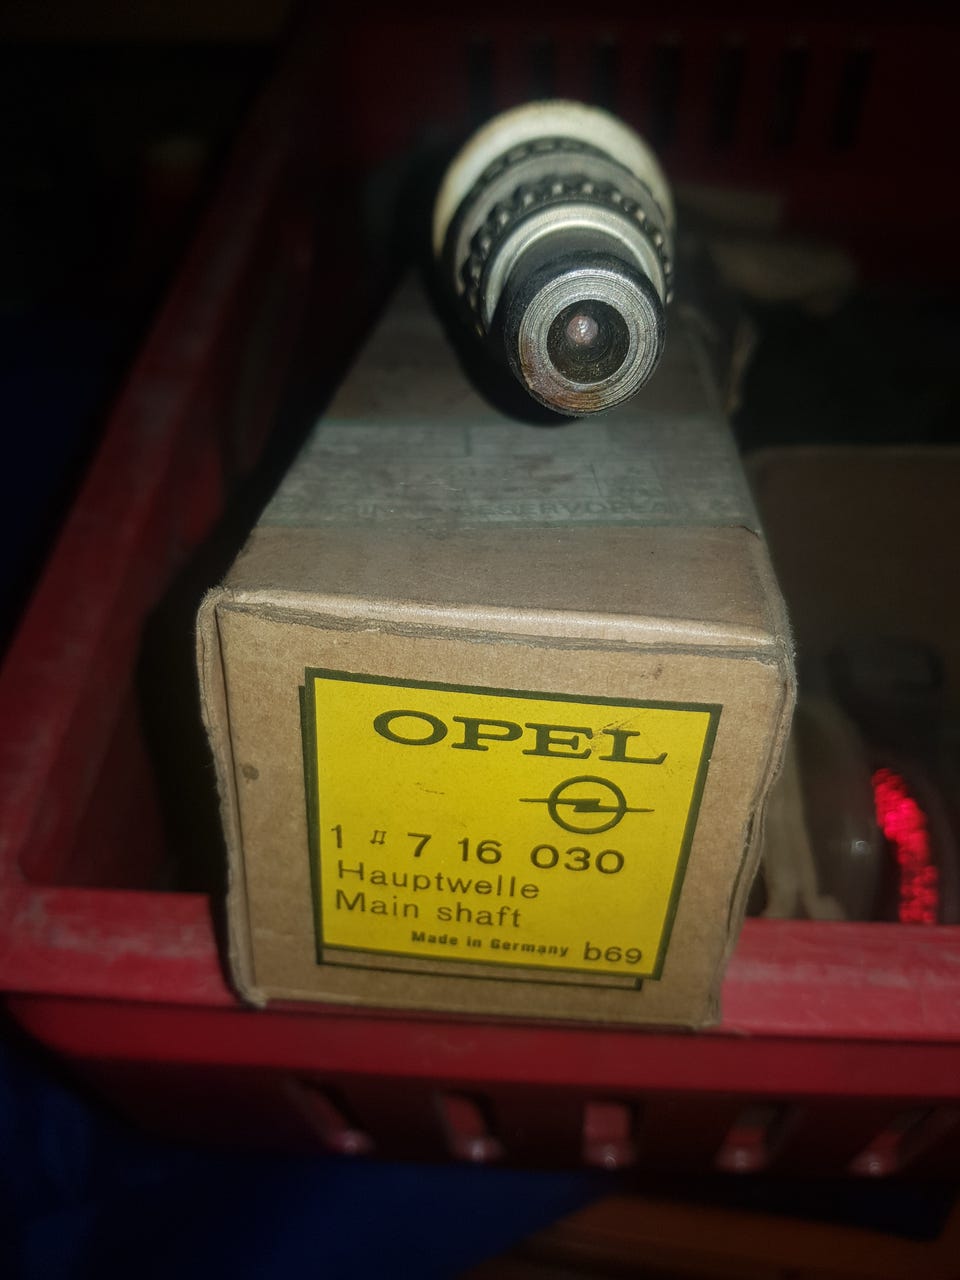 OPEL
1 # 7 16 030
Hauptwelle
Main shaft
Made in Germany b69